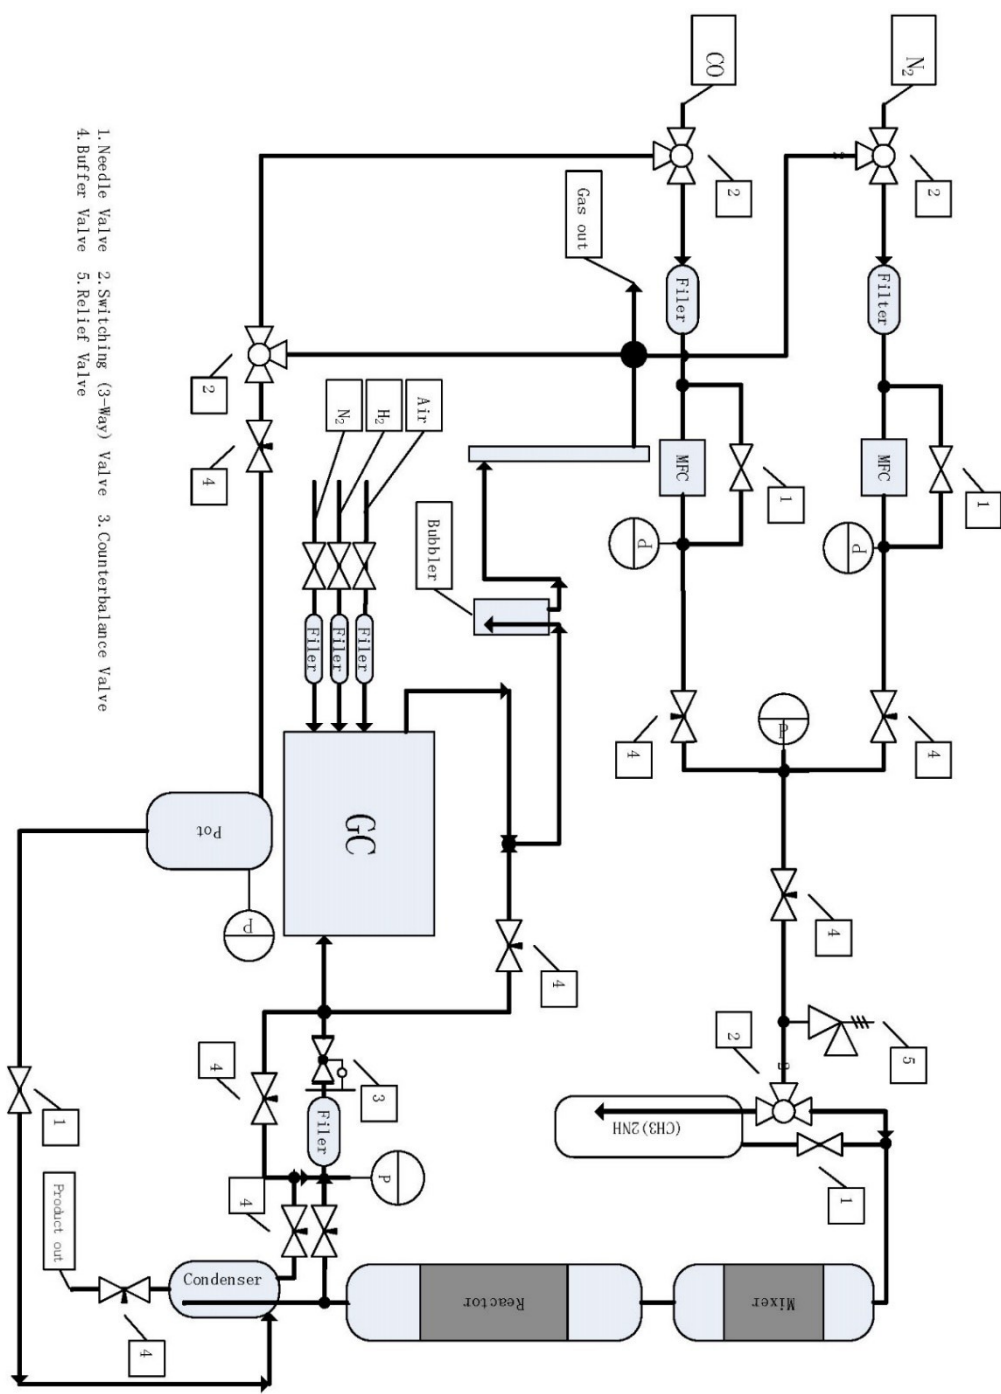 1
2
4
N₂
5
Filter
MFC
P
1
4
Mixer
1
P
2
2
CO
Filer
MFC
P
4
(CH3)2NH
Gas out
4
Reactor
Bubbler
Air
P
H₂
3
Filer
GC
N₂
Filer
Filer
Filer
P
4
4
Condenser
2
4
Pot
4
4
1
Product out
1. Needle Valve 2. Switching (3-Way) Valve 3. Counterbalance Valve
4. Buffer Valve 5. Relief Valve